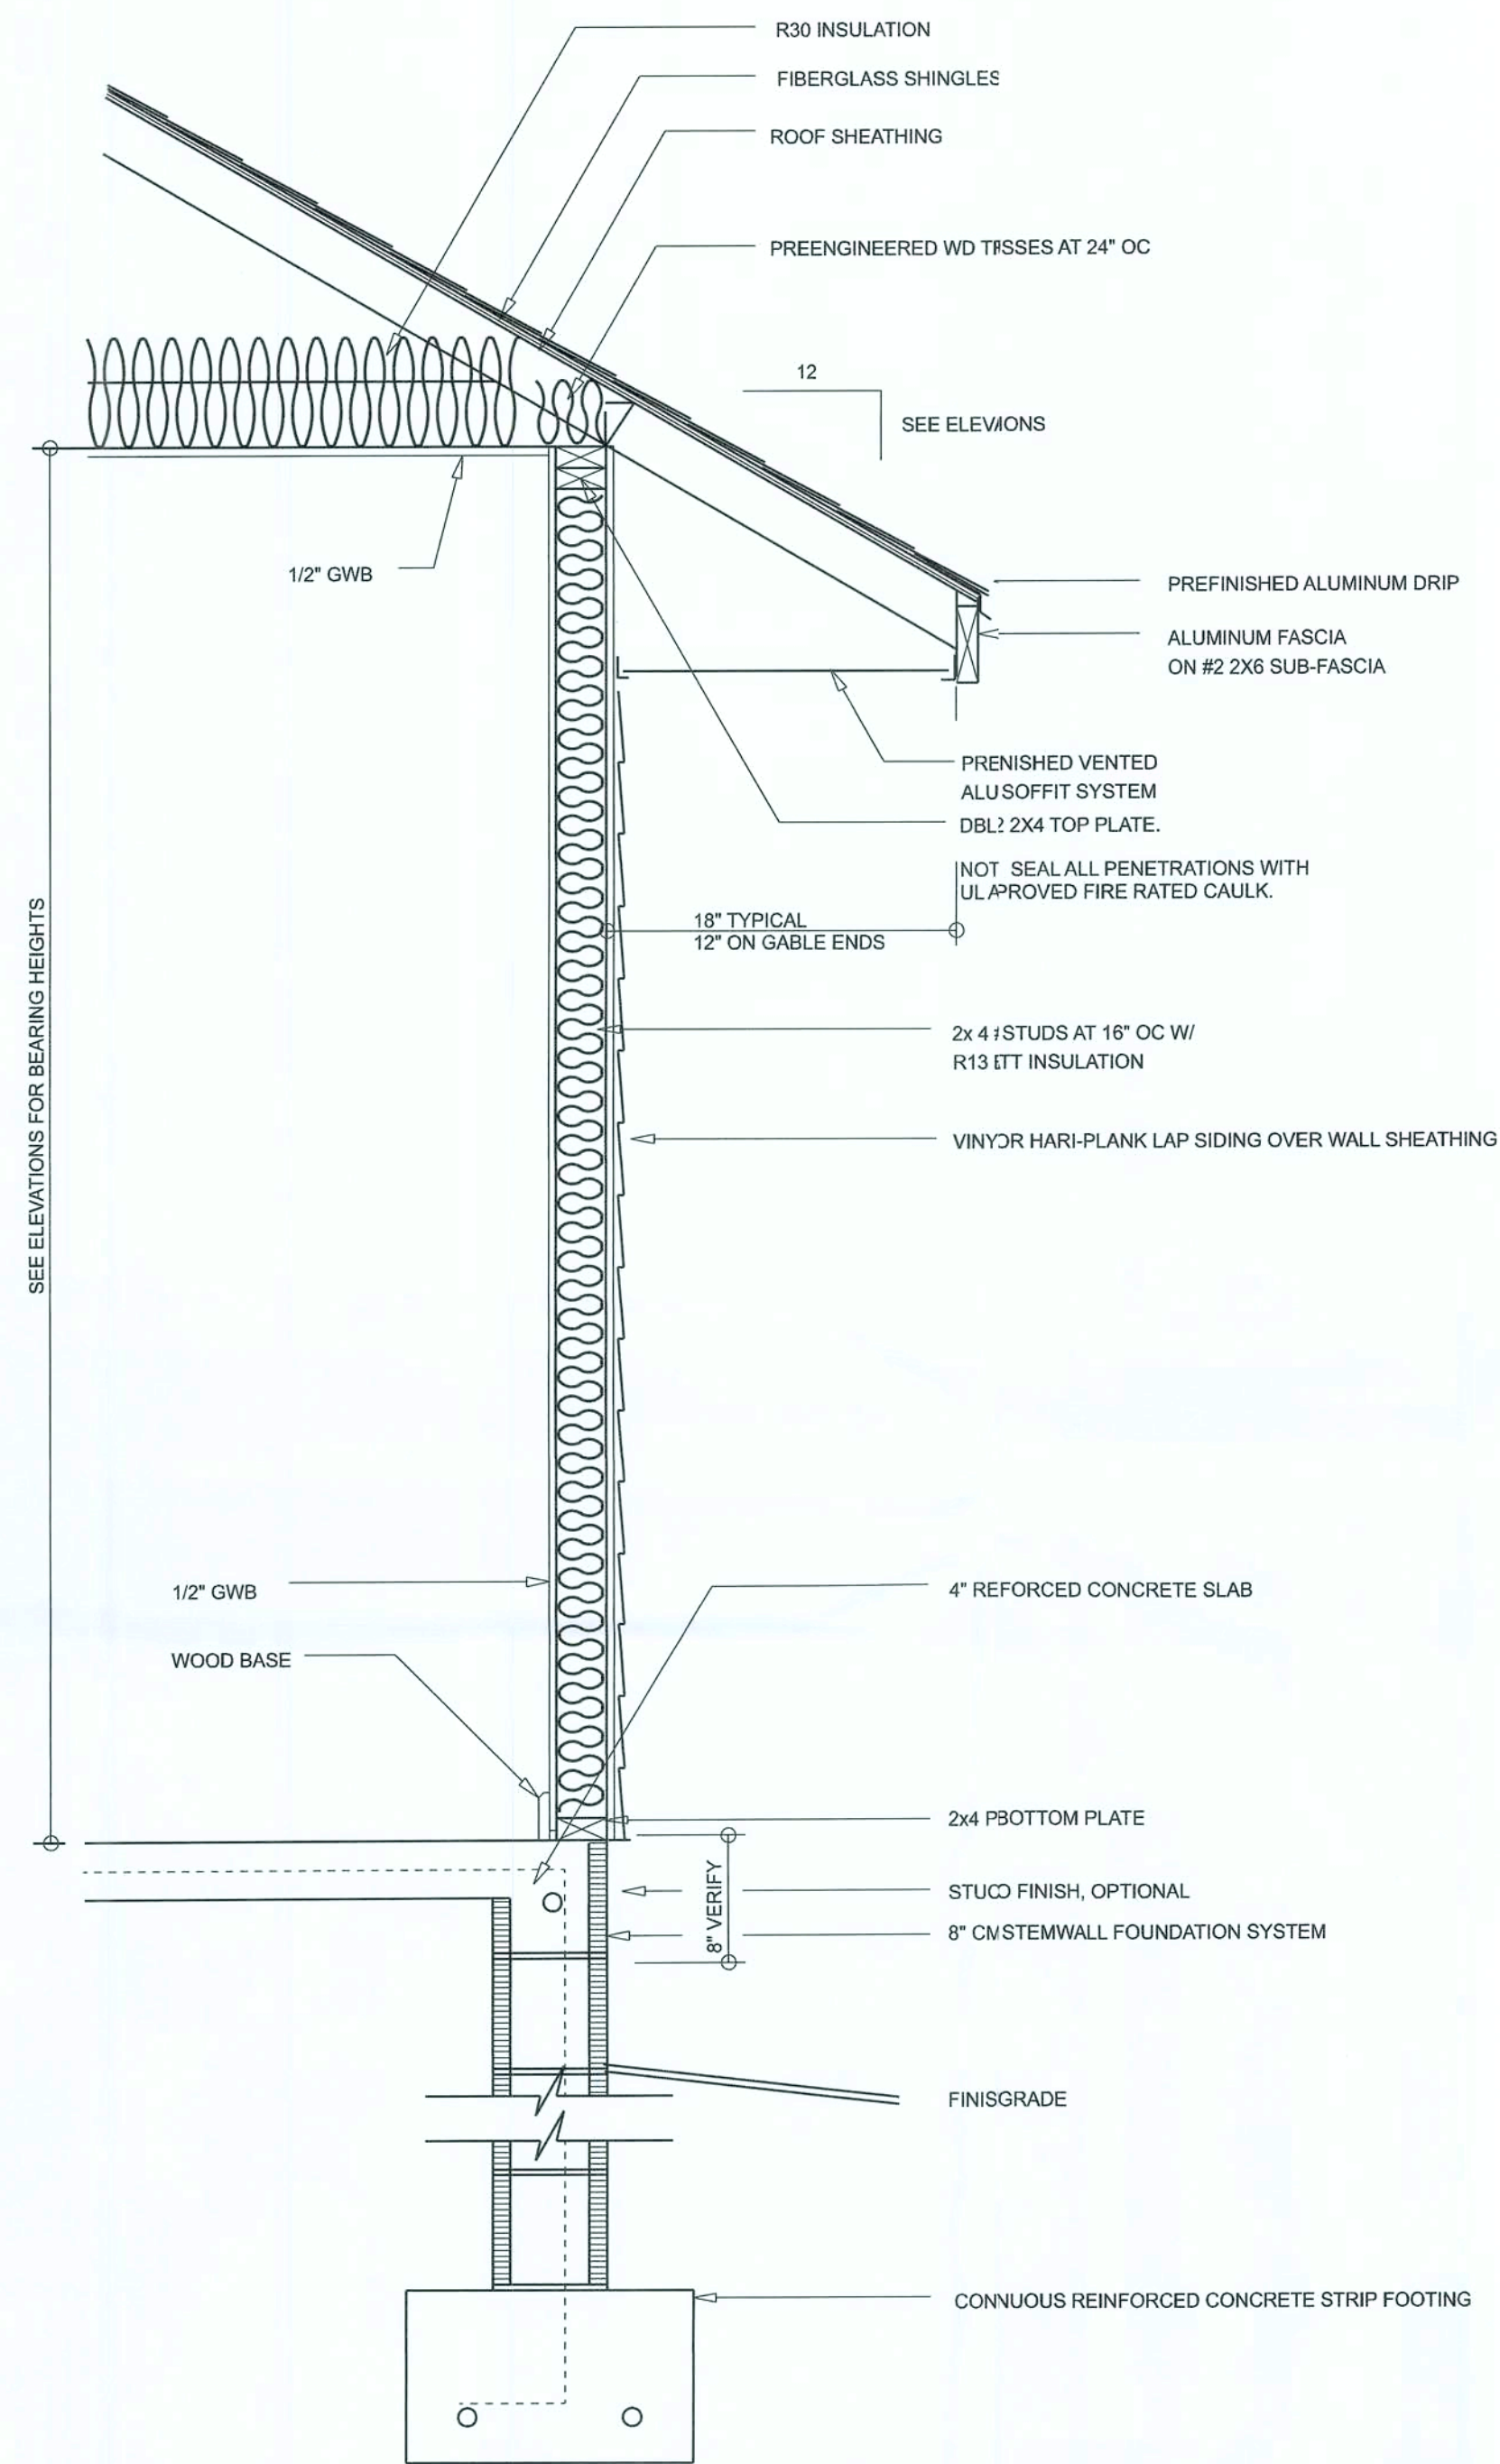 R30 INSULATION
FIBERGLASS SHINGLES
ROOF SHEATHING
PREENGINEERED WD TRSSES AT 24" OC
12
SEE ELEVIONS
1/2" GWB
PREFINISHED ALUMINUM DRIP
ALUMINUM FASCIA
ON #2 2X6 SUB-FASCIA
PRENISHED VENTED
ALU SOFFIT SYSTEM
DBL 2X4 TOP PLATE.
NOT SEAL ALL PENETRATIONS WITH
UL APROVED FIRE RATED CAULK.
18" TYPICAL
12" ON GABLE ENDS
SEE ELEVATIONS FOR BEARING HEIGHTS
2x 4 STUDS AT 16" OC W/
R13 TT INSULATION
VINYOR HARI-PLANK LAP SIDING OVER WALL SHEATHING
1/2" GWB
4" REFORCED CONCRETE SLAB
WOOD BASE
2x4 PBOTTOM PLATE
8" VERIFY
STUCO FINISH, OPTIONAL
8" CMSTEMWALL FOUNDATION SYSTEM
FINISGRADE
CONNUOUS REINFORCED CONCRETE STRIP FOOTING